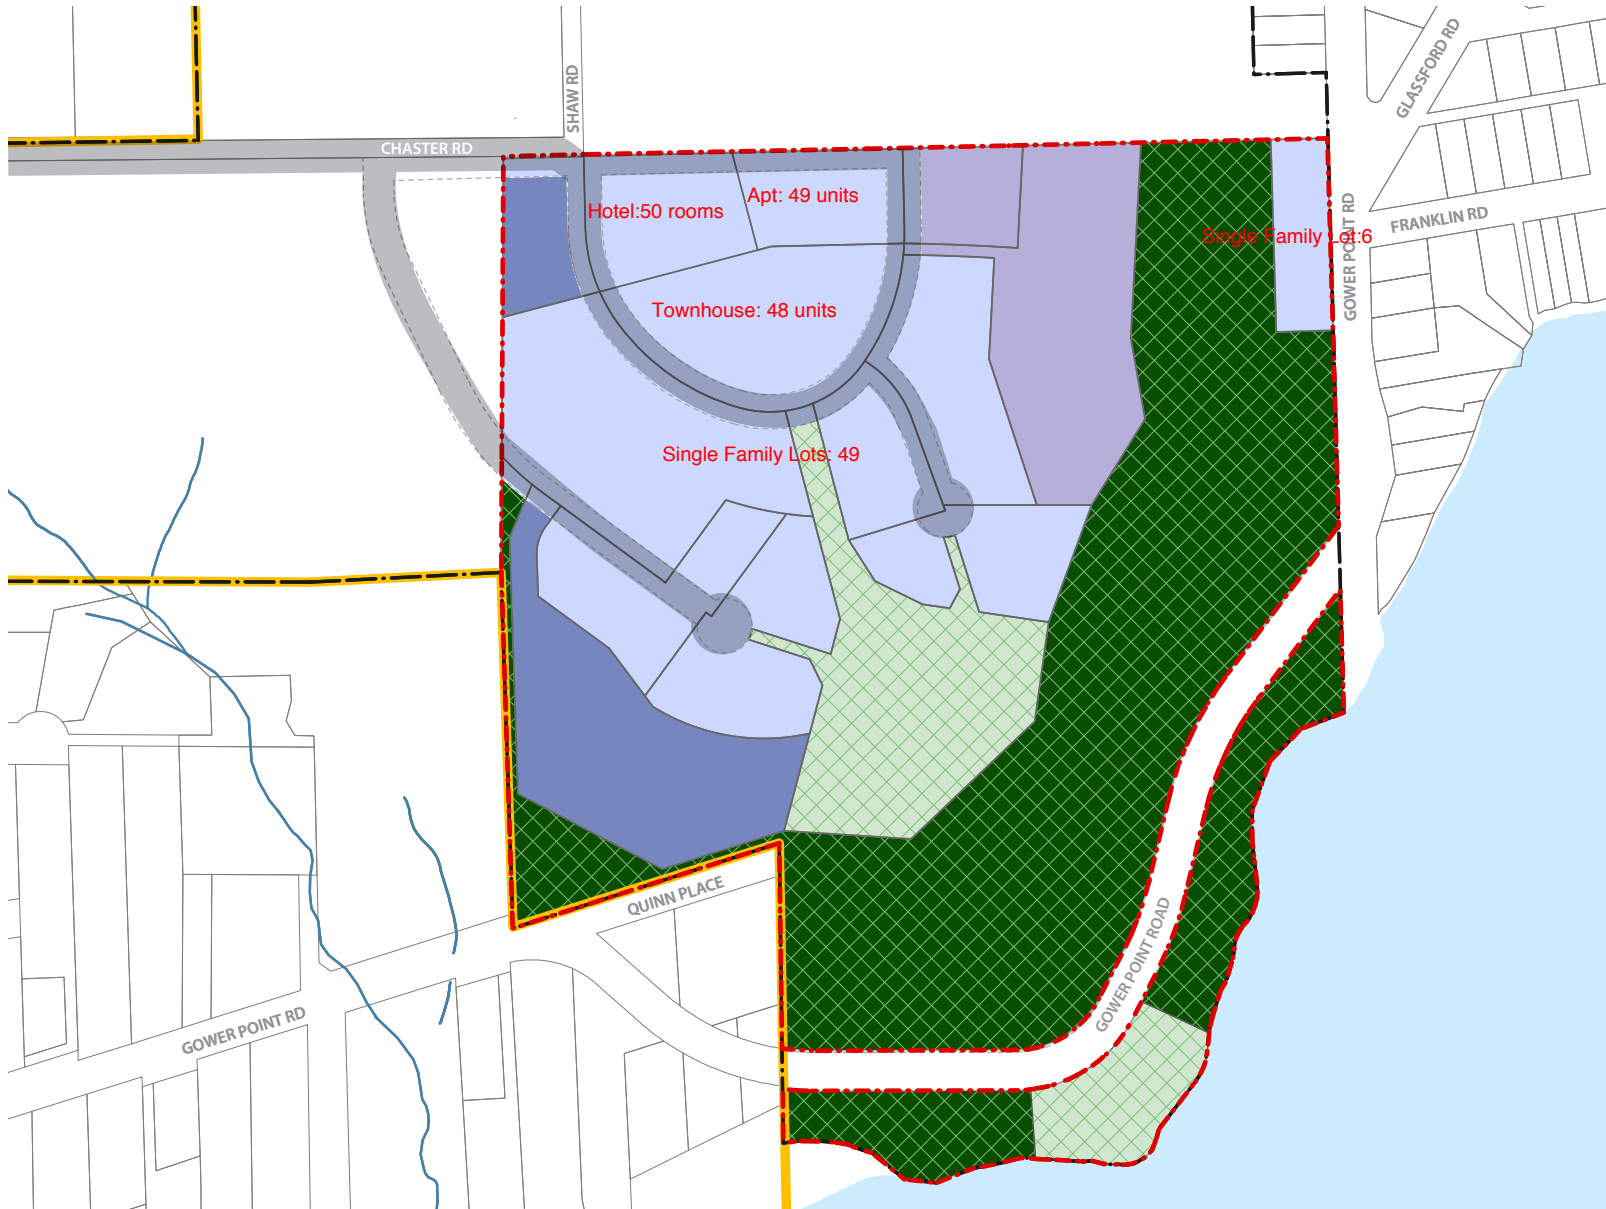 GLASSFORD RD
SHAW RD
CHASTER RD
Apt: 49 units
Hotel:50 rooms
FRANKLIN RD
Single Family Lot:6
GOWER POINT RD
Townhouse: 48 units
Single Family Lots: 49
QUINN PLACE
GOWER POINT ROAD
GOWER POINT RD